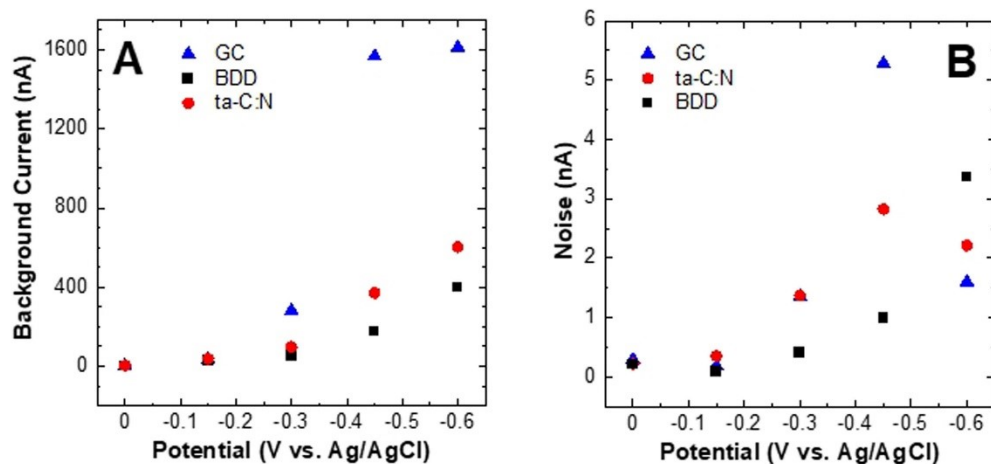 A
GC
BDD
ta-C:N
Background Current (nA)
1600
1200
800
400
0
0 -0.1 -0.2 -0.3 -0.4 -0.5 -0.6
Potential (V vs. Ag/AgCl)
B
GC
ta-C:N
BDD
Noise (nA)
6
5
4
3
2
1
0
0 -0.1 -0.2 -0.3 -0.4 -0.5 -0.6
Potential (V vs. Ag/AgCl)